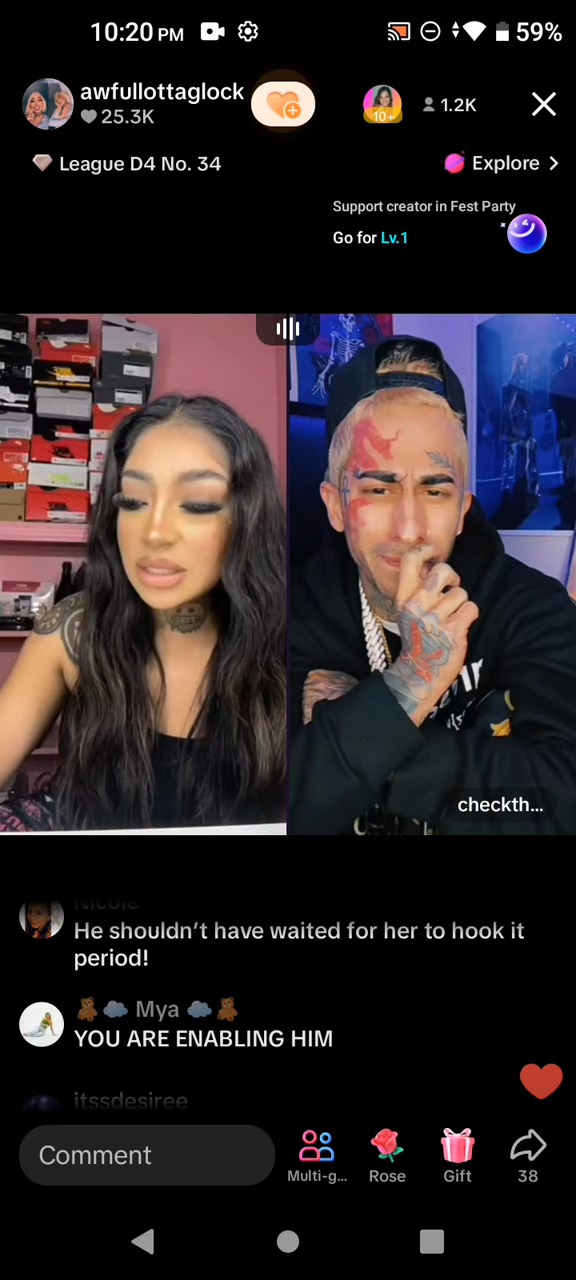 10:20 PM
59%
awfullottaglock
25.3K
10+
1.2K
League D4 No. 34
Explore >
Support creator in Fest Party
Go for Lv.1
checkth...
Nicole
He shouldn't have waited for her to hook it
period!
🧸☁️ Mya ☁️🧸
YOU ARE ENABLING HIM
itssdesiree
Comment
Multi-g...
Rose
Gift
38